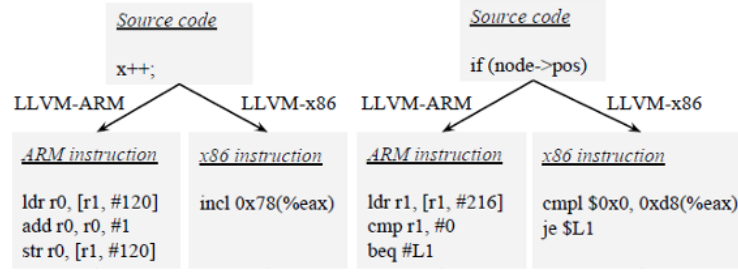 Source code
x++;
LLVM-ARM
LLVM-x86
ARM instruction
ldr r0, [r1, #120]
add r0, r0, #1
str r0, [r1, #120]
x86 instruction
incl 0x78(%eax)
Source code
if (node->pos)
LLVM-ARM
LLVM-x86
ARM instruction
ldr r1, [r1, #216]
cmp r1, #0
beq #L1
x86 instruction
cmpl $0x0, 0xd8(%eax)
je $L1